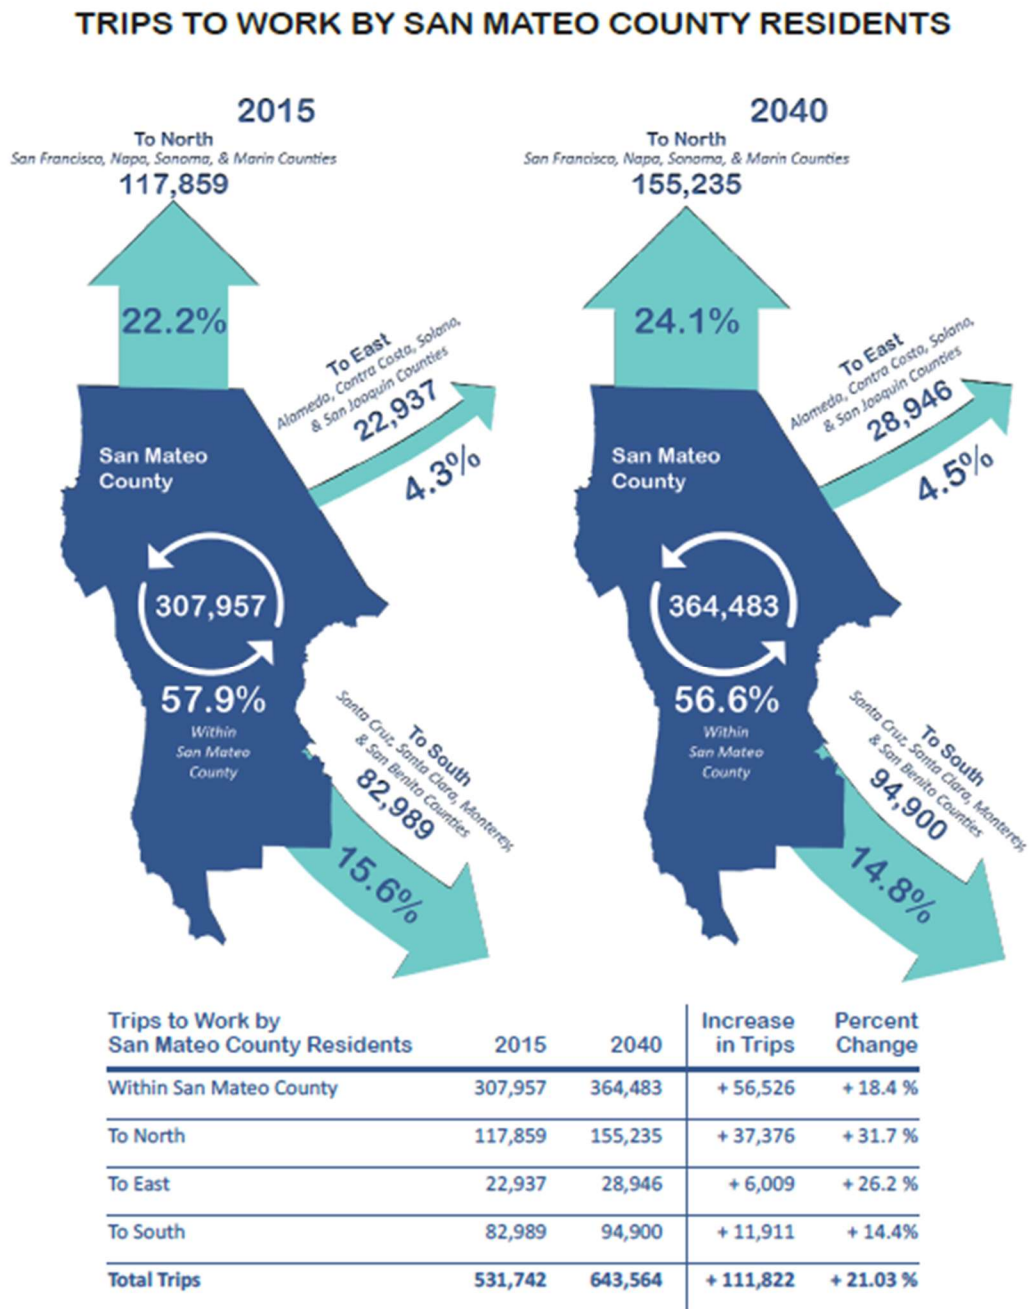 TRIPS TO WORK BY SAN MATEO COUNTY RESIDENTS
2015
To North
San Francisco, Napa, Sonoma, & Marin Counties
117,859
22.2%
To East
Alameda, Contra Costa, Solano,
& San Joaquin Counties
22,937
4.3%
San Mateo
County
307,957
57.9%
Within
San Mateo
County
To South
Santa Cruz, Santa Clara, Monterey,
& San Benito Counties
82,989
15.6%
2040
To North
San Francisco, Napa, Sonoma, & Marin Counties
155,235
24.1%
To East
Alameda, Contra Costa, Solano,
& San Joaquin Counties
28,946
4.5%
San Mateo
County
364,483
56.6%
Within
San Mateo
County
To South
Santa Cruz, Santa Clara, Monterey,
& San Benito Counties
94,900
14.8%
Trips to Work by
San Mateo County Residents 2015 2040 Increase in Trips Percent Change
Within San Mateo County 307,957 364,483 + 56,526 + 18.4 %
To North 117,859 155,235 + 37,376 + 31.7 %
To East 22,937 28,946 + 6,009 + 26.2 %
To South 82,989 94,900 + 11,911 + 14.4%
Total Trips 531,742 643,564 + 111,822 + 21.03 %